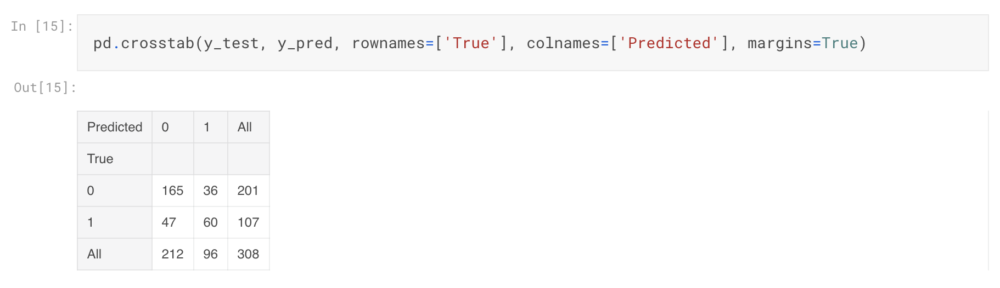 In [15]:
pd.crosstab(y_test, y_pred, rownames=['True'], colnames=['Predicted'], margins=True)
Out[15]:
Predicted 0 1 All
True
0 165 36 201
1 47 60 107
All 212 96 308